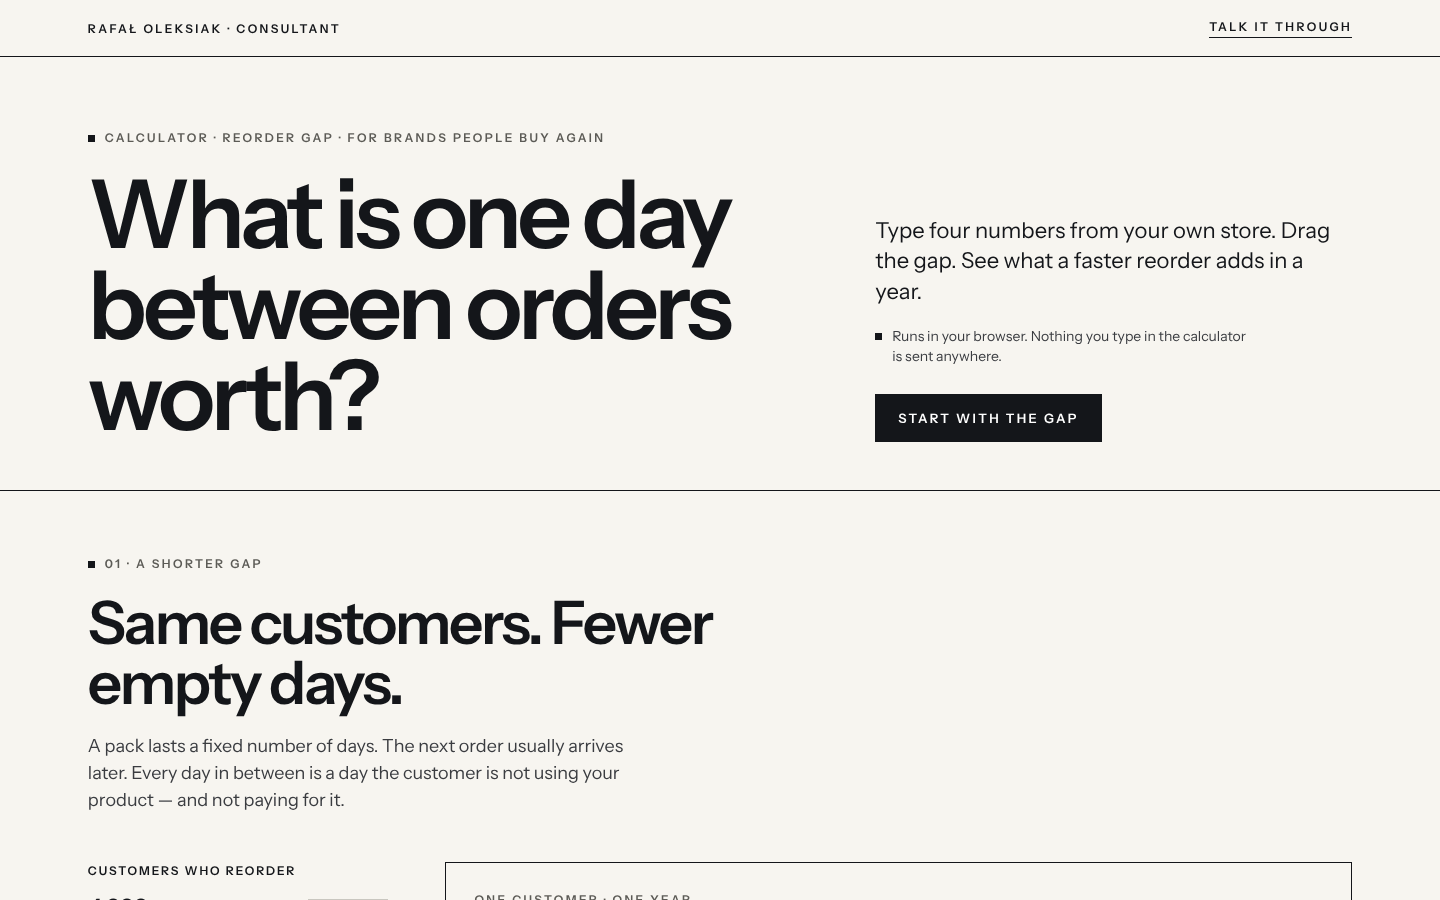 RAFAŁ OLEKSIAK · CONSULTANT
TALK IT THROUGH
CALCULATOR · REORDER GAP · FOR BRANDS PEOPLE BUY AGAIN
What is one day
between orders
worth?
Type four numbers from your own store. Drag
the gap. See what a faster reorder adds in a
year.
Runs in your browser. Nothing you type in the calculator
is sent anywhere.
START WITH THE GAP
01 · A SHORTER GAP
Same customers. Fewer
empty days.
A pack lasts a fixed number of days. The next order usually arrives
later. Every day in between is a day the customer is not using your
product — and not paying for it.
CUSTOMERS WHO REORDER
ONE CUSTOMER · ONE YEAR